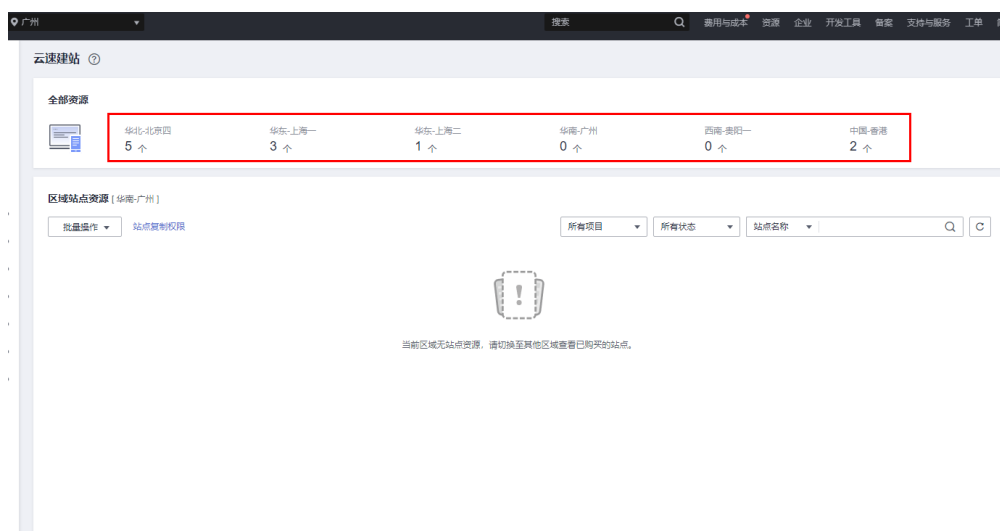 广州 搜索 费用与成本 资源 企业 开发工具 备案 支持与服务 工单
云速建站
全部资源
华北-北京四 华东-上海一 华东-上海二 华南-广州 西南-贵阳一 中国-香港
5 个 3 个 1 个 0 个 0 个 2 个
区域站点资源 [ 华南-广州 ]
批量操作 站点复制权限 所有项目 所有状态 站点名称
当前区域无站点资源，请切换至其他区域查看已购买的站点。